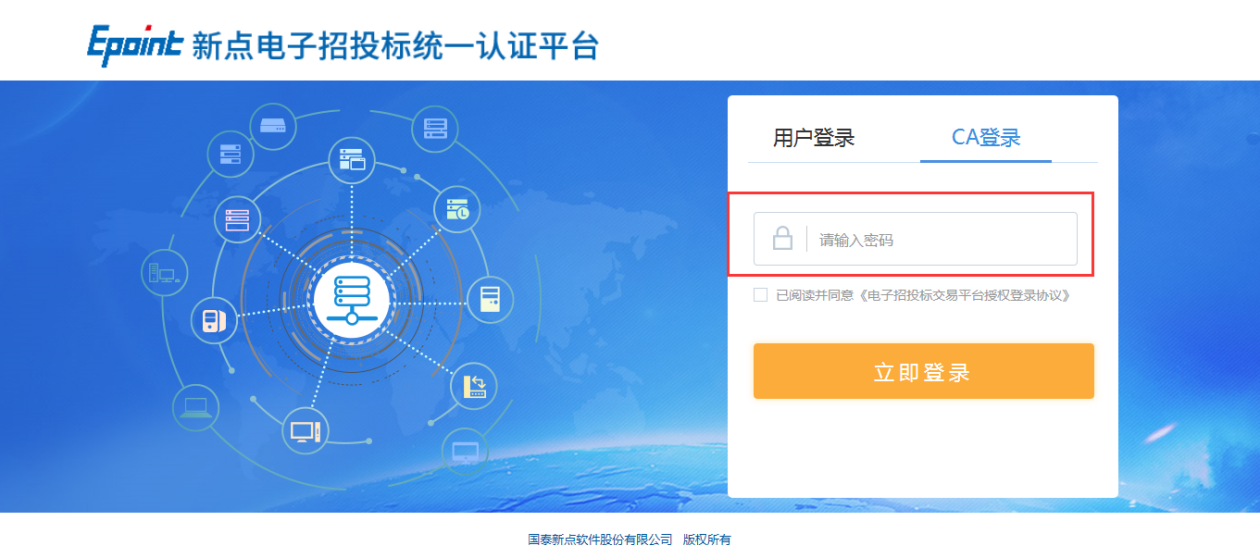 Epoint 新点电子招投标统一认证平台
用户登录 CA登录
请输入密码
已阅读并同意《电子招投标交易平台授权登录协议》
立即登录
国泰新点软件股份有限公司 版权所有